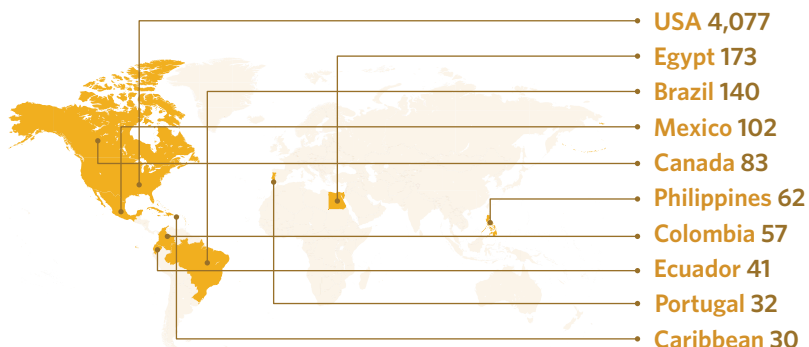 USA 4,077
Egypt 173
Brazil 140
Mexico 102
Canada 83
Philippines 62
Colombia 57
Ecuador 41
Portugal 32
Caribbean 30